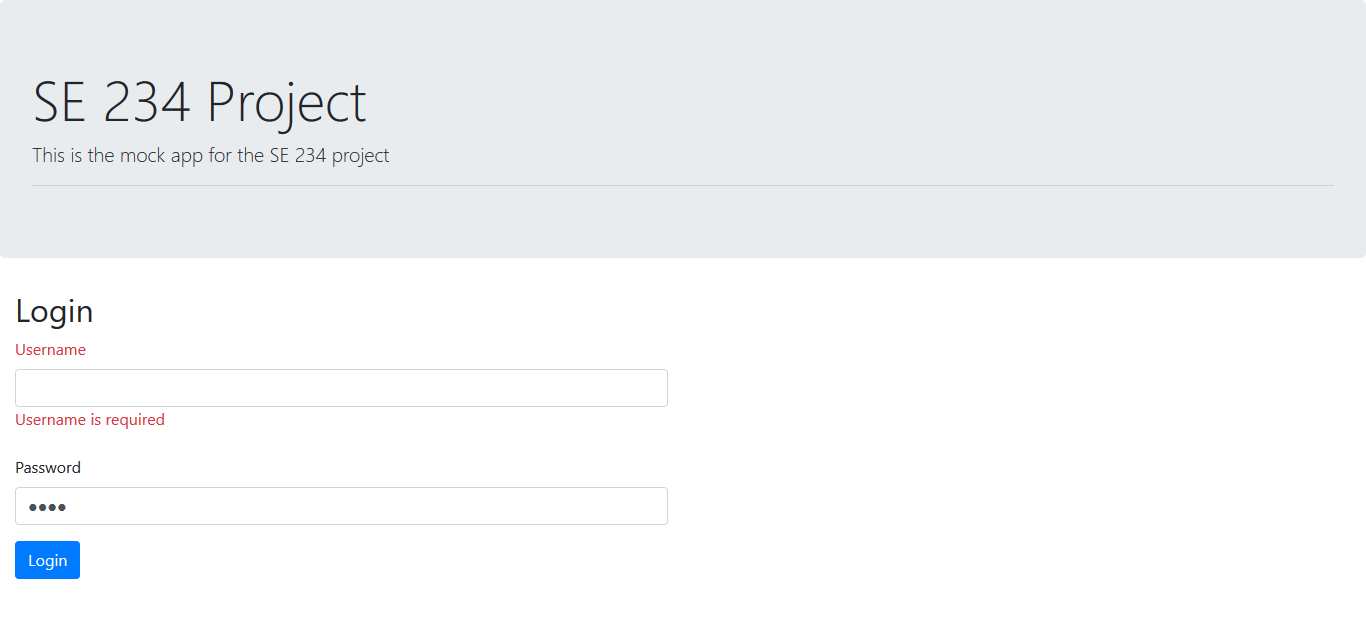 SE 234 Project
This is the mock app for the SE 234 project
Login
Username
Username is required
Password
••••
Login